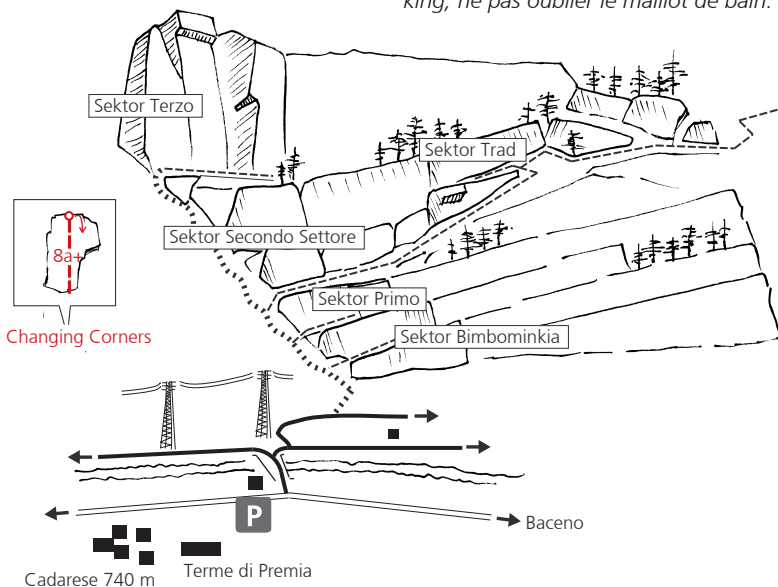 king, ne pas oublier le maillot de bain.
Sektor Terzo
Sektor Trad
Sektor Secondo Settore
8a+
Sektor Primo
Changing Corners
Sektor Bimbominkia
P
Baceno
Cadarese 740 m
Terme di Premia